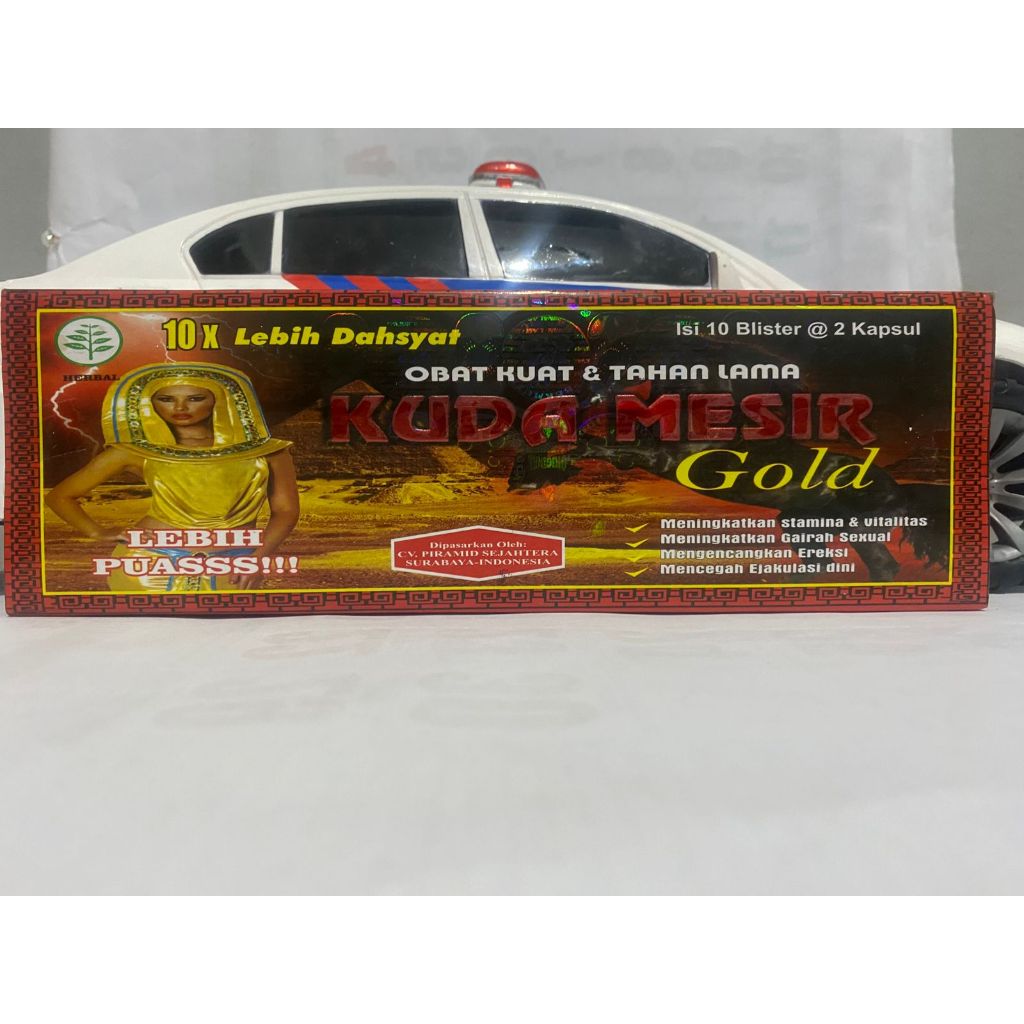 10 X Lebih Dahsyat
Isi 10 Blister @ 2 Kapsul
HERBAL
OBAT KUAT & TAHAN LAMA
KUDA MESIR
Gold
LEBIH
PUASSS!!!
Dipasarkan Oleh:
CV. PIRAMID SEJAHTERA
SURABAYA-INDONESIA
Meningkatkan stamina & vitalitas
Meningkatkan Gairah Sexual
Mengencangkan Ereksi
Mencegah Ejakulasi dini